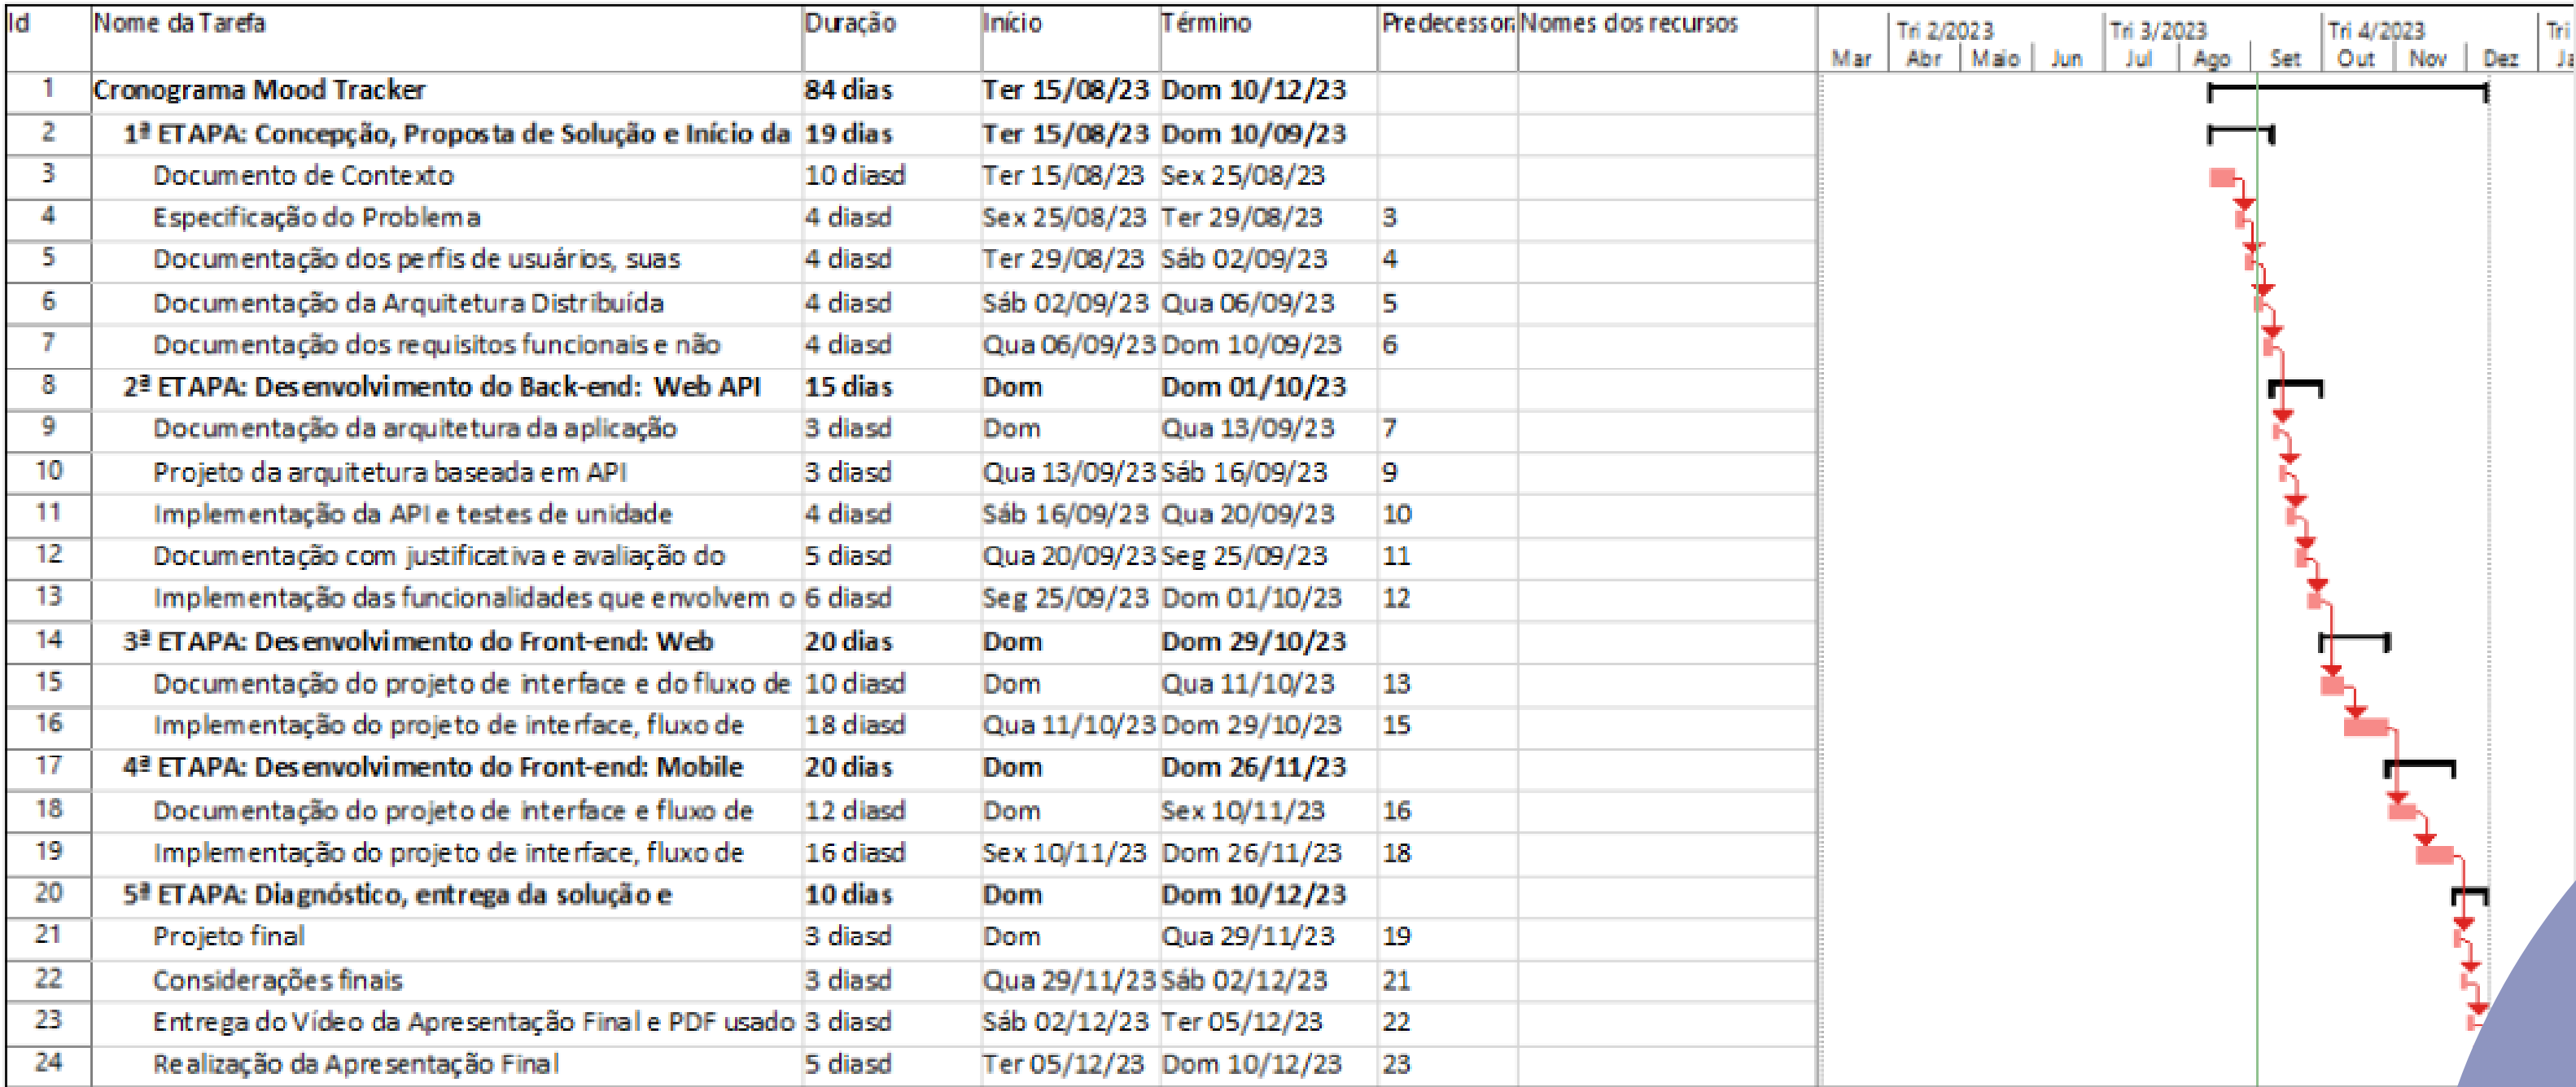 Id Nome da Tarefa Duração Início Término Predecessor Nomes dos recursos
Tri 2/2023 Tri 3/2023 Tri 4/2023 Tri
Mar Abr Maio Jun Jul Ago Set Out Nov Dez
1 Cronograma Mood Tracker 84 dias Ter 15/08/23 Dom 10/12/23
2 1ª ETAPA: Concepção, Proposta de Solução e Início da 19 dias Ter 15/08/23 Dom 10/09/23
3 Documento de Contexto 10 diasd Ter 15/08/23 Sex 25/08/23
4 Especificação do Problema 4 diasd Sex 25/08/23 Ter 29/08/23 3
5 Documentação dos perfis de usuários, suas 4 diasd Ter 29/08/23 Sáb 02/09/23 4
6 Documentação da Arquitetura Distribuída 4 diasd Sáb 02/09/23 Qua 06/09/23 5
7 Documentação dos requisitos funcionais e não 4 diasd Qua 06/09/23 Dom 10/09/23 6
8 2ª ETAPA: Desenvolvimento do Back-end: Web API 15 dias Dom Dom 01/10/23
9 Documentação da arquitetura da aplicação 3 diasd Dom Qua 13/09/23 7
10 Projeto da arquitetura baseada em API 3 diasd Qua 13/09/23 Sáb 16/09/23 9
11 Implementação da API e testes de unidade 4 diasd Sáb 16/09/23 Qua 20/09/23 10
12 Documentação com justificativa e avaliação do 5 diasd Qua 20/09/23 Seg 25/09/23 11
13 Implementação das funcionalidades que envolvem o 6 diasd Seg 25/09/23 Dom 01/10/23 12
14 3ª ETAPA: Desenvolvimento do Front-end: Web 20 dias Dom Dom 29/10/23
15 Documentação do projeto de interface e do fluxo de 10 diasd Dom Qua 11/10/23 13
16 Implementação do projeto de interface, fluxo de 18 diasd Qua 11/10/23 Dom 29/10/23 15
17 4ª ETAPA: Desenvolvimento do Front-end: Mobile 20 dias Dom Dom 26/11/23
18 Documentação do projeto de interface e fluxo de 12 diasd Dom Sex 10/11/23 16
19 Implementação do projeto de interface, fluxo de 16 diasd Sex 10/11/23 Dom 26/11/23 18
20 5ª ETAPA: Diagnóstico, entrega da solução e 10 dias Dom Dom 10/12/23
21 Projeto final 3 diasd Dom Qua 29/11/23 19
22 Considerações finais 3 diasd Qua 29/11/23 Sáb 02/12/23 21
23 Entrega do Vídeo da Apresentação Final e PDF usado 3 diasd Sáb 02/12/23 Ter 05/12/23 22
24 Realização da Apresentação Final 5 diasd Ter 05/12/23 Dom 10/12/23 23